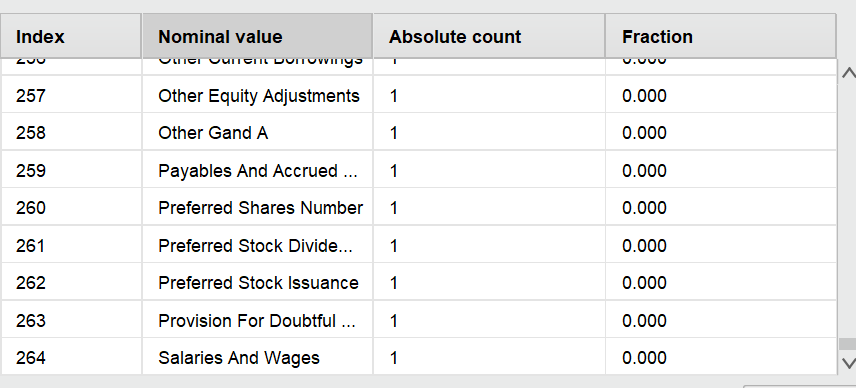 Index Nominal value Absolute count Fraction
256 Other Current Borrowings 1 0.000
257 Other Equity Adjustments 1 0.000
258 Other Gand A 1 0.000
259 Payables And Accrued ... 1 0.000
260 Preferred Shares Number 1 0.000
261 Preferred Stock Divide... 1 0.000
262 Preferred Stock Issuance 1 0.000
263 Provision For Doubtful ... 1 0.000
264 Salaries And Wages 1 0.000